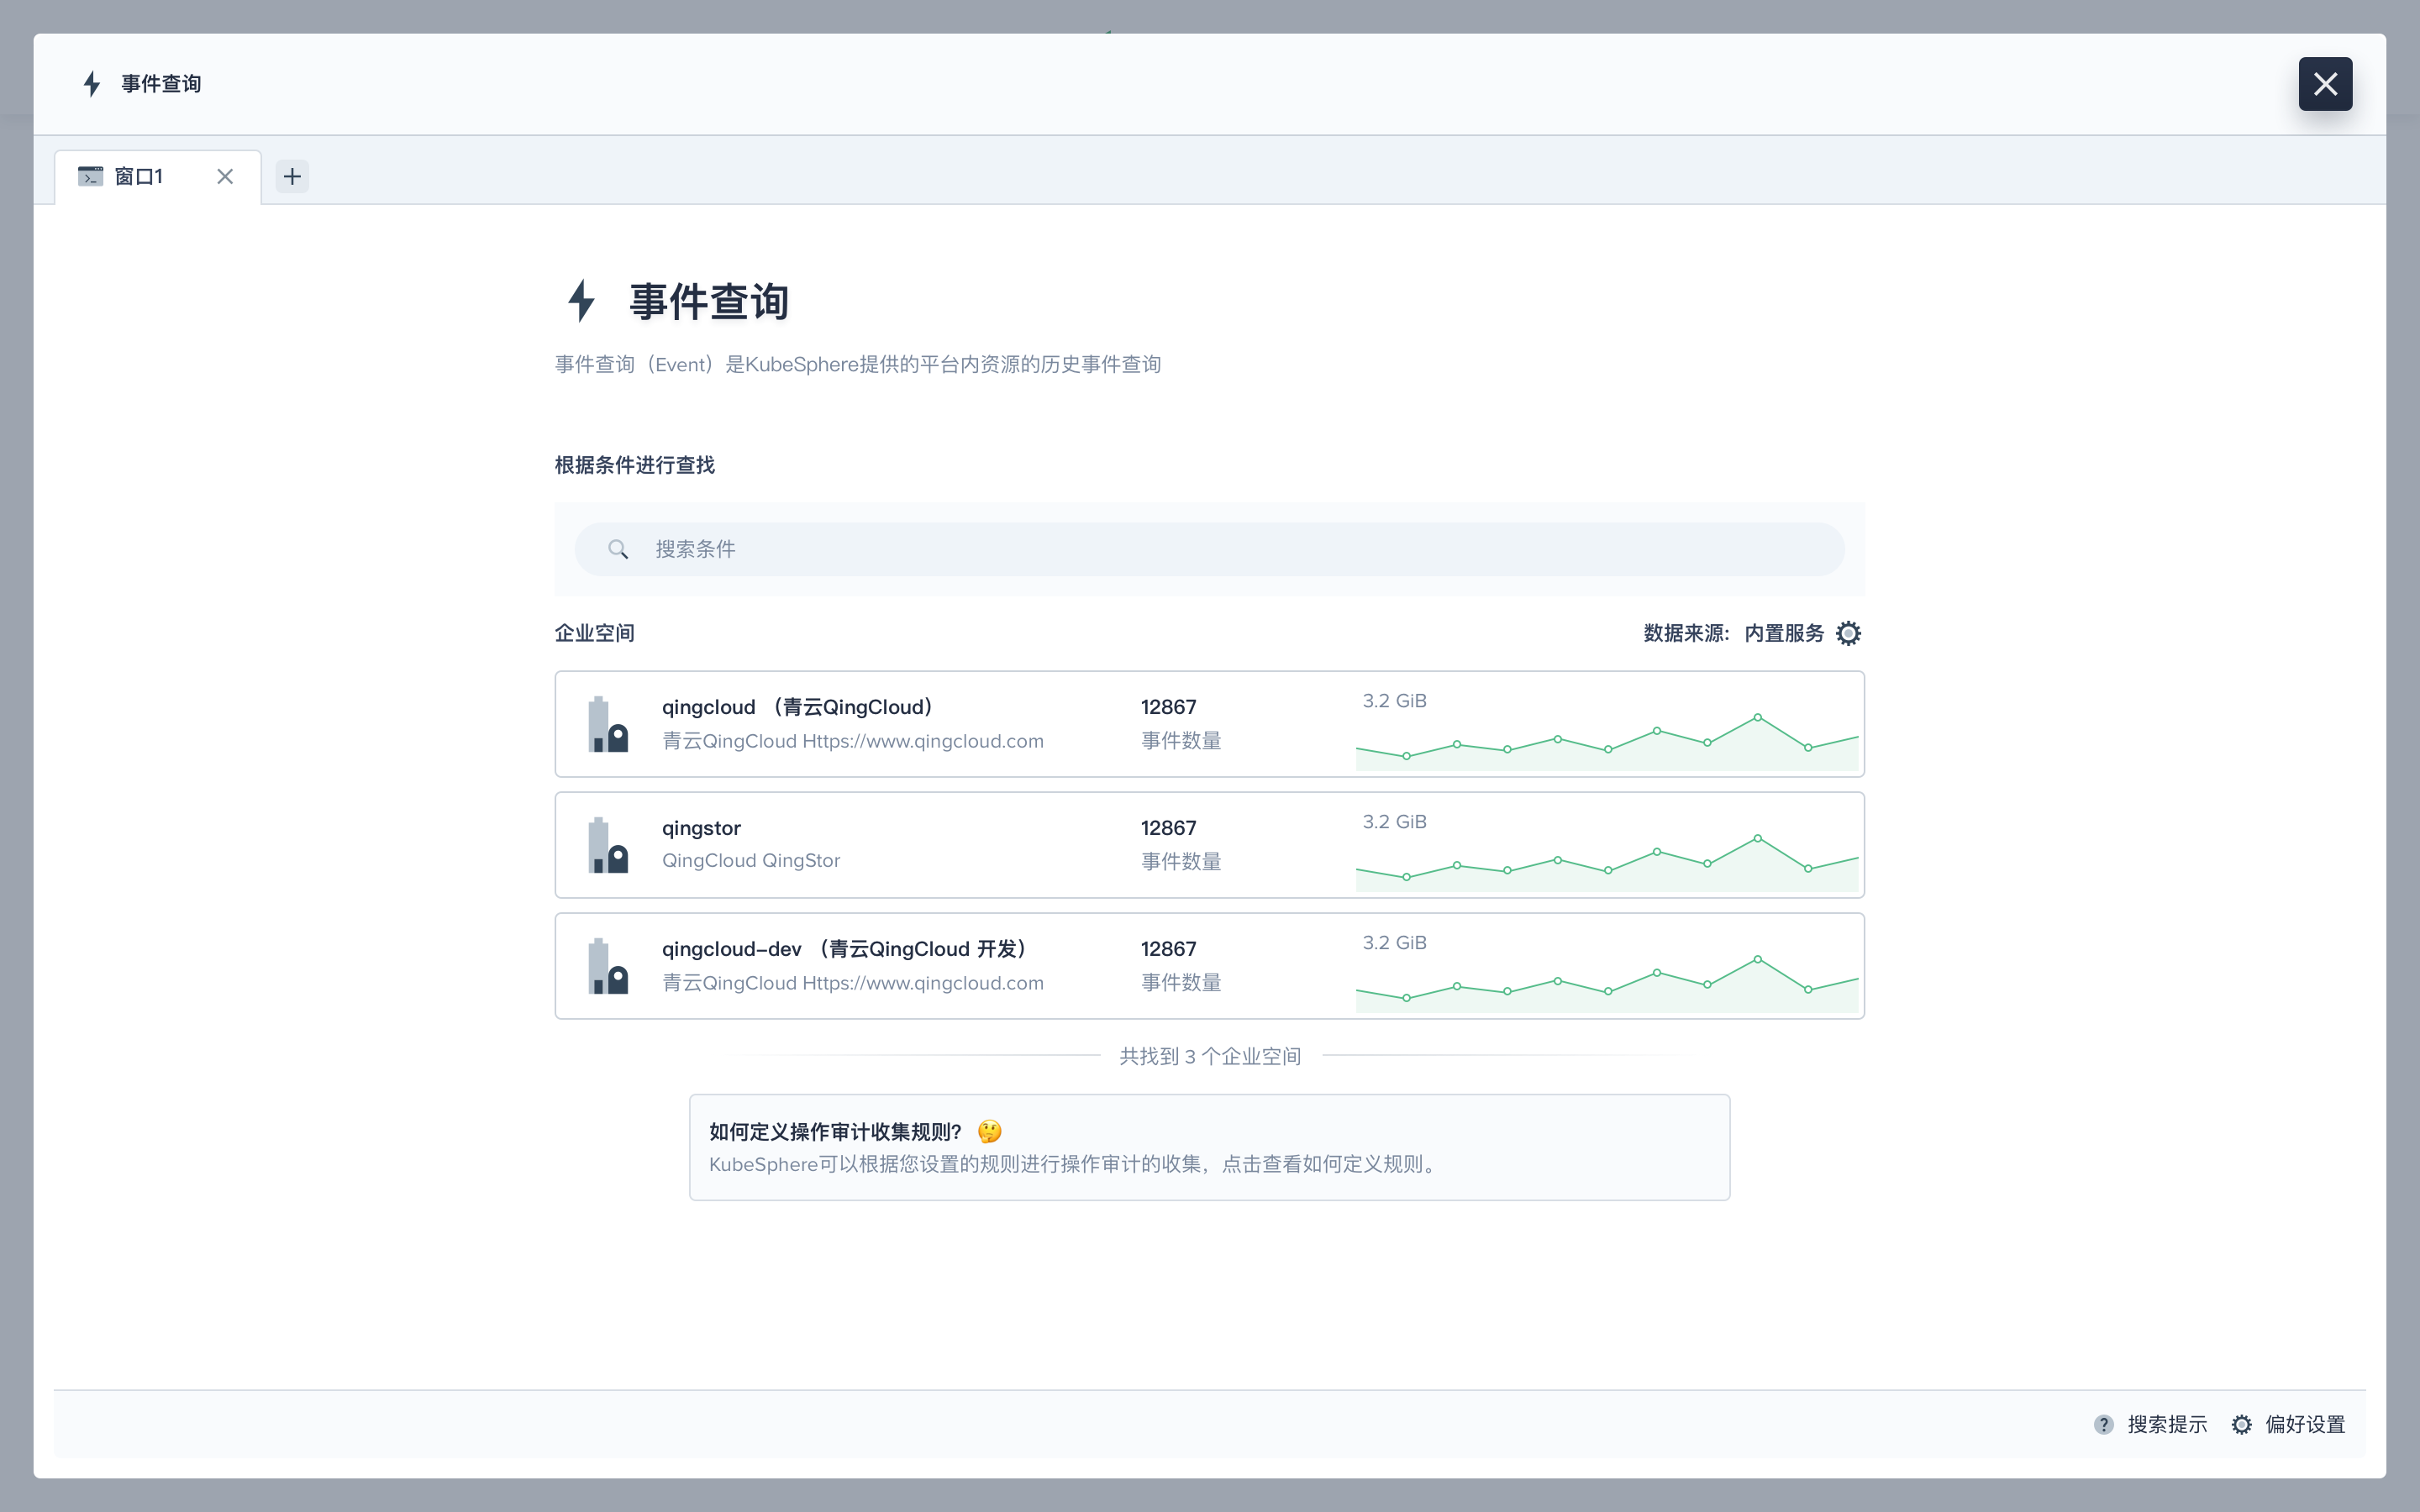 事件查询
窗口1
事件查询
事件查询（Event）是KubeSphere提供的平台内资源的历史事件查询
根据条件进行查找
搜索条件
企业空间
数据来源: 内置服务
qingcloud （青云QingCloud）
12867
3.2 GiB
青云QingCloud Https://www.qingcloud.com
事件数量
qingstor
12867
3.2 GiB
QingCloud QingStor
事件数量
qingcloud-dev （青云QingCloud 开发）
12867
3.2 GiB
青云QingCloud Https://www.qingcloud.com
事件数量
共找到 3 个企业空间
如何定义操作审计收集规则? 🤔
KubeSphere可以根据您设置的规则进行操作审计的收集，点击查看如何定义规则。
? 搜索提示 偏好设置